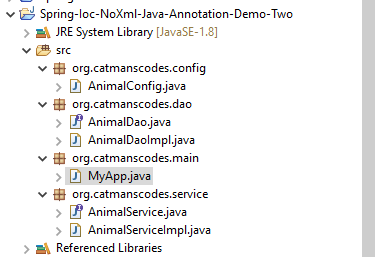 Spring-Ioc-NoXml-Java-Annotation-Demo-Two
JRE System Library [JavaSE-1.8]
src
org.catmanscodes.config
AnimalConfig.java
org.catmanscodes.dao
AnimalDao.java
AnimalDaoImpl.java
org.catmanscodes.main
MyApp.java
org.catmanscodes.service
AnimalService.java
AnimalServiceImpl.java
Referenced Libraries